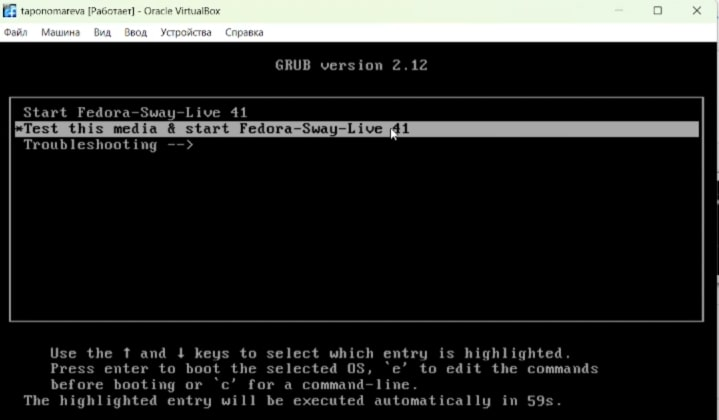 taponomareva [Работает] - Oracle VirtualBox
Файл Машина Вид Ввод Устройства Справка
GRUB version 2.12
Start Fedora-Sway-Live 41
*Test this media & start Fedora-Sway-Live 41
Troubleshooting -->
Use the ↑ and ↓ keys to select which entry is highlighted.
Press enter to boot the selected OS, `e' to edit the commands
before booting or `c' for a command-line.
The highlighted entry will be executed automatically in 59s.